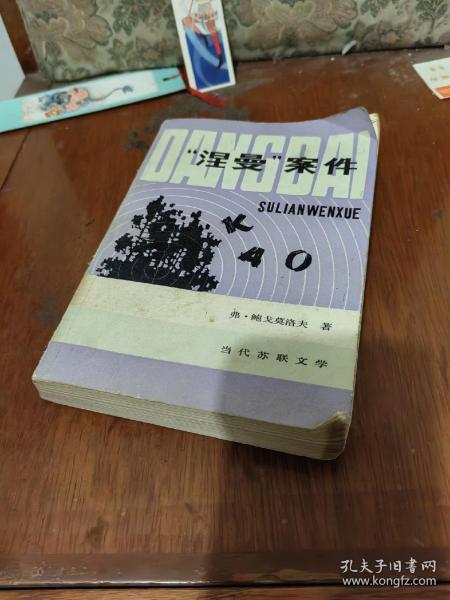 DANGDAI
“涅曼”案件
SULIANWENXUE
K
40
弗·鲍戈莫洛夫 著
当代苏联文学
孔夫子旧书网
www.kongfz.com